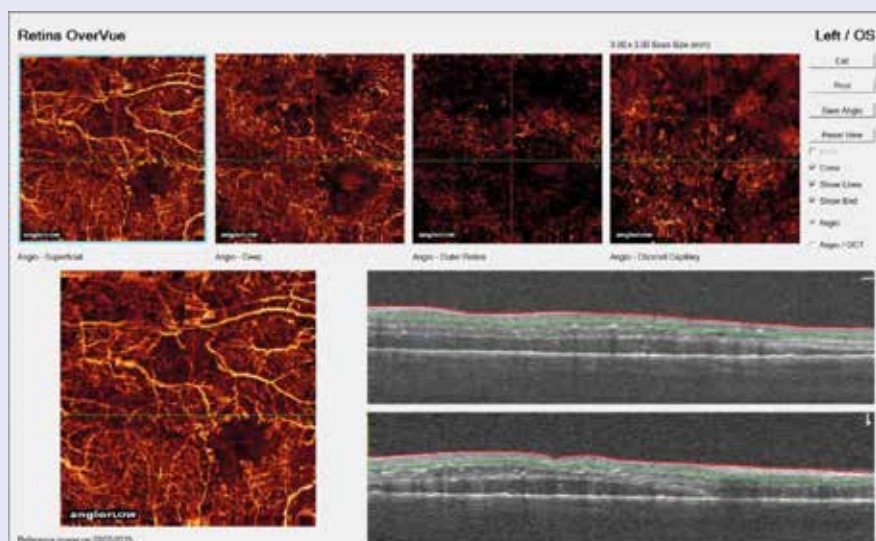 Retina OverVue
Left / OS
3.00 x 3.00 Scan Size (mm)
Exit
Print
Save Angio
Reset View
Color
Show Lines
Show Bnd
Angio
Angio / OCT
angioflow
angioflow
angioflow
angioflow
Angio - Superficial
Angio - Deep
Angio - Outer Retina
Angio - Choroid Capillary
angioflow